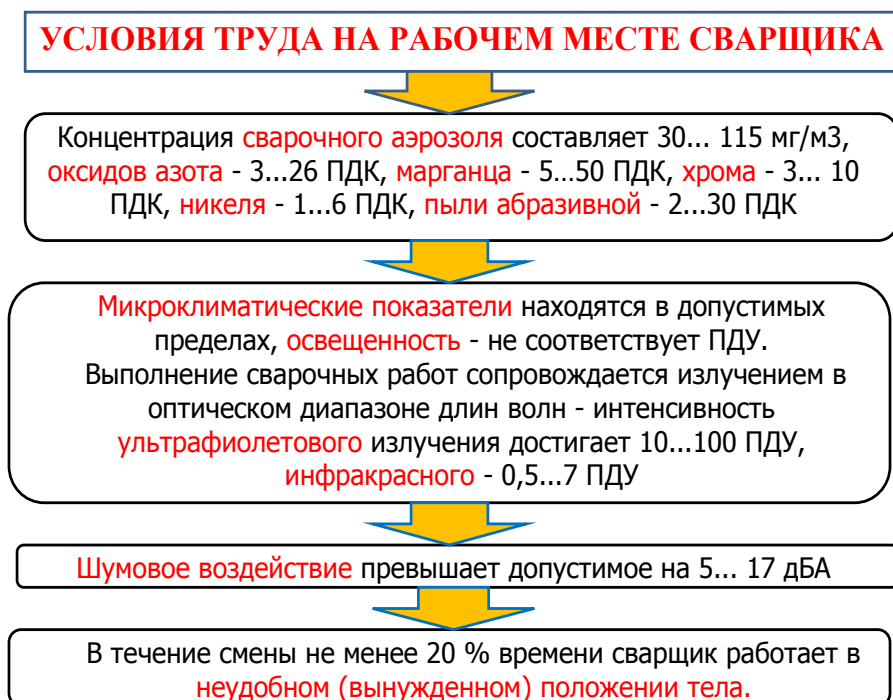 УСЛОВИЯ ТРУДА НА РАБОЧЕМ МЕСТЕ СВАРЩИКА
Концентрация сварочного аэрозоля составляет 30... 115 мг/м3,
оксидов азота - 3...26 ПДК, марганца - 5...50 ПДК, хрома - 3... 10
ПДК, никеля - 1...6 ПДК, пыли абразивной - 2...30 ПДК
Микроклиматические показатели находятся в допустимых
пределах, освещенность - не соответствует ПДУ.
Выполнение сварочных работ сопровождается излучением в
оптическом диапазоне длин волн - интенсивность
ультрафиолетового излучения достигает 10...100 ПДУ,
инфракрасного - 0,5...7 ПДУ
Шумовое воздействие превышает допустимое на 5... 17 дБА
В течение смены не менее 20 % времени сварщик работает в
неудобном (вынужденном) положении тела.